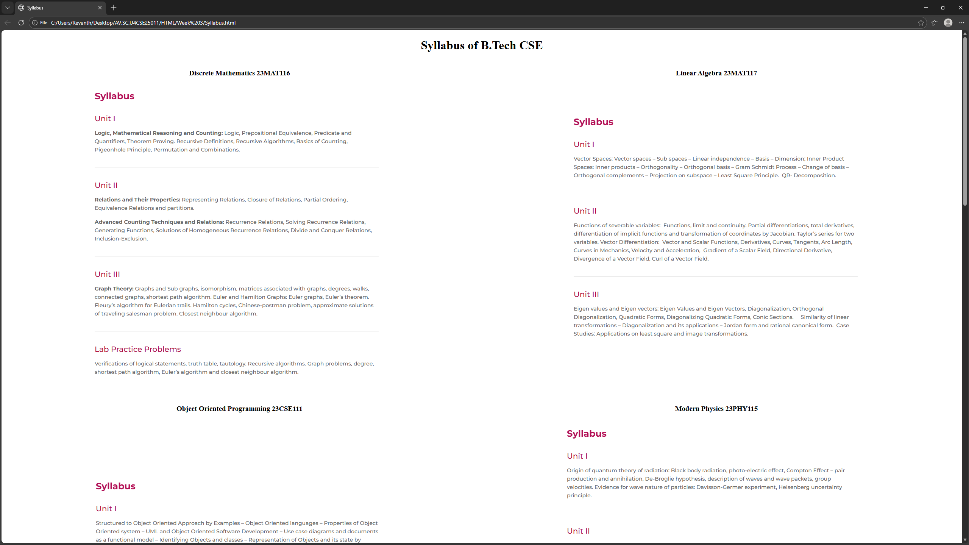 Syllabus
File
C:/Users/Revanth/Desktop/AV.SC.U4CSE25011/HTML/Week%203/Syllabus.html
Syllabus of B.Tech CSE
Discrete Mathematics 23MAT116
Syllabus
Unit I
Logic, Mathematical Reasoning and Counting: Logic, Prepositional Equivalence, Predicate and
Quantifiers, Theorem Proving, Recursive Definitions, Recursive Algorithms, Basics of Counting,
Pigeonhole Principle, Permutation and Combinations.
Unit II
Relations and Their Properties: Representing Relations, Closure of Relations, Partial Ordering,
Equivalence Relations and partitions.
Advanced Counting Techniques and Relations: Recurrence Relations, Solving Recurrence Relations,
Generating Functions, Solutions of Homogeneous Recurrence Relations, Divide and Conquer Relations,
Inclusion-Exclusion.
Unit III
Graph Theory: Graphs and Sub graphs, isomorphism, matrices associated with graphs, degrees, walks,
connected graphs, shortest path algorithm. Euler and Hamilton Graphs: Euler graphs, Euler's theorem.
Fleury's algorithm for Eulerian trails. Hamilton cycles, Chinese-postman problem, approximate solutions
of traveling salesman problem. Closest neighbour algorithm.
Lab Practice Problems
Verifications of logical statements, truth table, tautology. Recursive algorithms. Graph problems, degree,
shortest path algorithm, Euler's algorithm and closest neighbour algorithm.
Linear Algebra 23MAT117
Syllabus
Unit I
Vector Spaces: Vector spaces – Sub spaces – Linear independence – Basis – Dimension; Inner Product
Spaces: Inner products – Orthogonality – Orthogonal basis – Gram Schmidt Process – Change of basis –
Orthogonal complements – Projection on subspace – Least Square Principle. QR- Decomposition.
Unit II
Functions of severable variables: Functions, limit and continuity. Partial differentiations, total derivatives,
differentiation of implicit functions and transformation of coordinates by Jacobian. Taylor's series for two
variables. Vector Differentiation: Vector and Scalar Functions, Derivatives, Curves, Tangents, Arc Length,
Curves in Mechanics, Velocity and Acceleration, Gradient of a Scalar Field, Directional Derivative,
Divergence of a Vector Field, Curl of a Vector Field.
Unit III
Eigen values and Eigen vectors: Eigen Values and Eigen Vectors, Diagonalization, Orthogonal
Diagonalization, Quadratic Forms, Diagonalizing Quadratic Forms, Conic Sections. Similarity of linear
transformations – Diagonalization and its applications – Jordan form and rational canonical form. Case
Studies: Applications on least square and image transformations.
Object Oriented Programming 23CSE111
Syllabus
Unit I
Structured to Object Oriented Approach by Examples – Object Oriented languages – Properties of Object
Oriented system – UML and Object Oriented Software Development – Use case diagrams and documents
as a functional model – Identifying Objects and classes – Representation of Objects and its state by
Modern Physics 23PHY115
Syllabus
Unit I
Origin of quantum theory of radiation: Black body radiation, photo-electric effect, Compton Effect – pair
production and annihilation, De-Broglie hypothesis, description of waves and wave packets, group
velocities. Evidence for wave nature of particles: Davisson-Germer experiment, Heisenberg uncertainty
principle.
Unit II